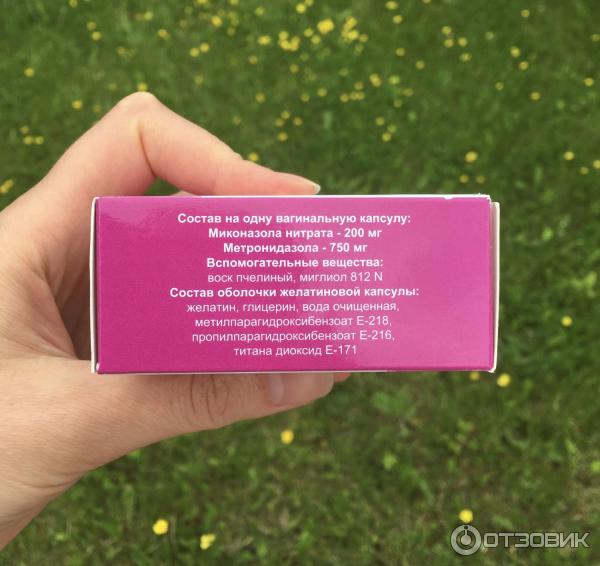 Состав на одну вагинальную капсулу:
Миконазола нитрата - 200 мг
Метронидазола - 750 мг
Вспомогательные вещества:
воск пчелиный, миглиол 812 N
Состав оболочки желатиновой капсулы:
желатин, глицерин, вода очищенная,
метилпарагидроксибензоат Е-218,
пропилпарагидроксибензоат Е-216,
титана диоксид Е-171
ОТЗОВИК